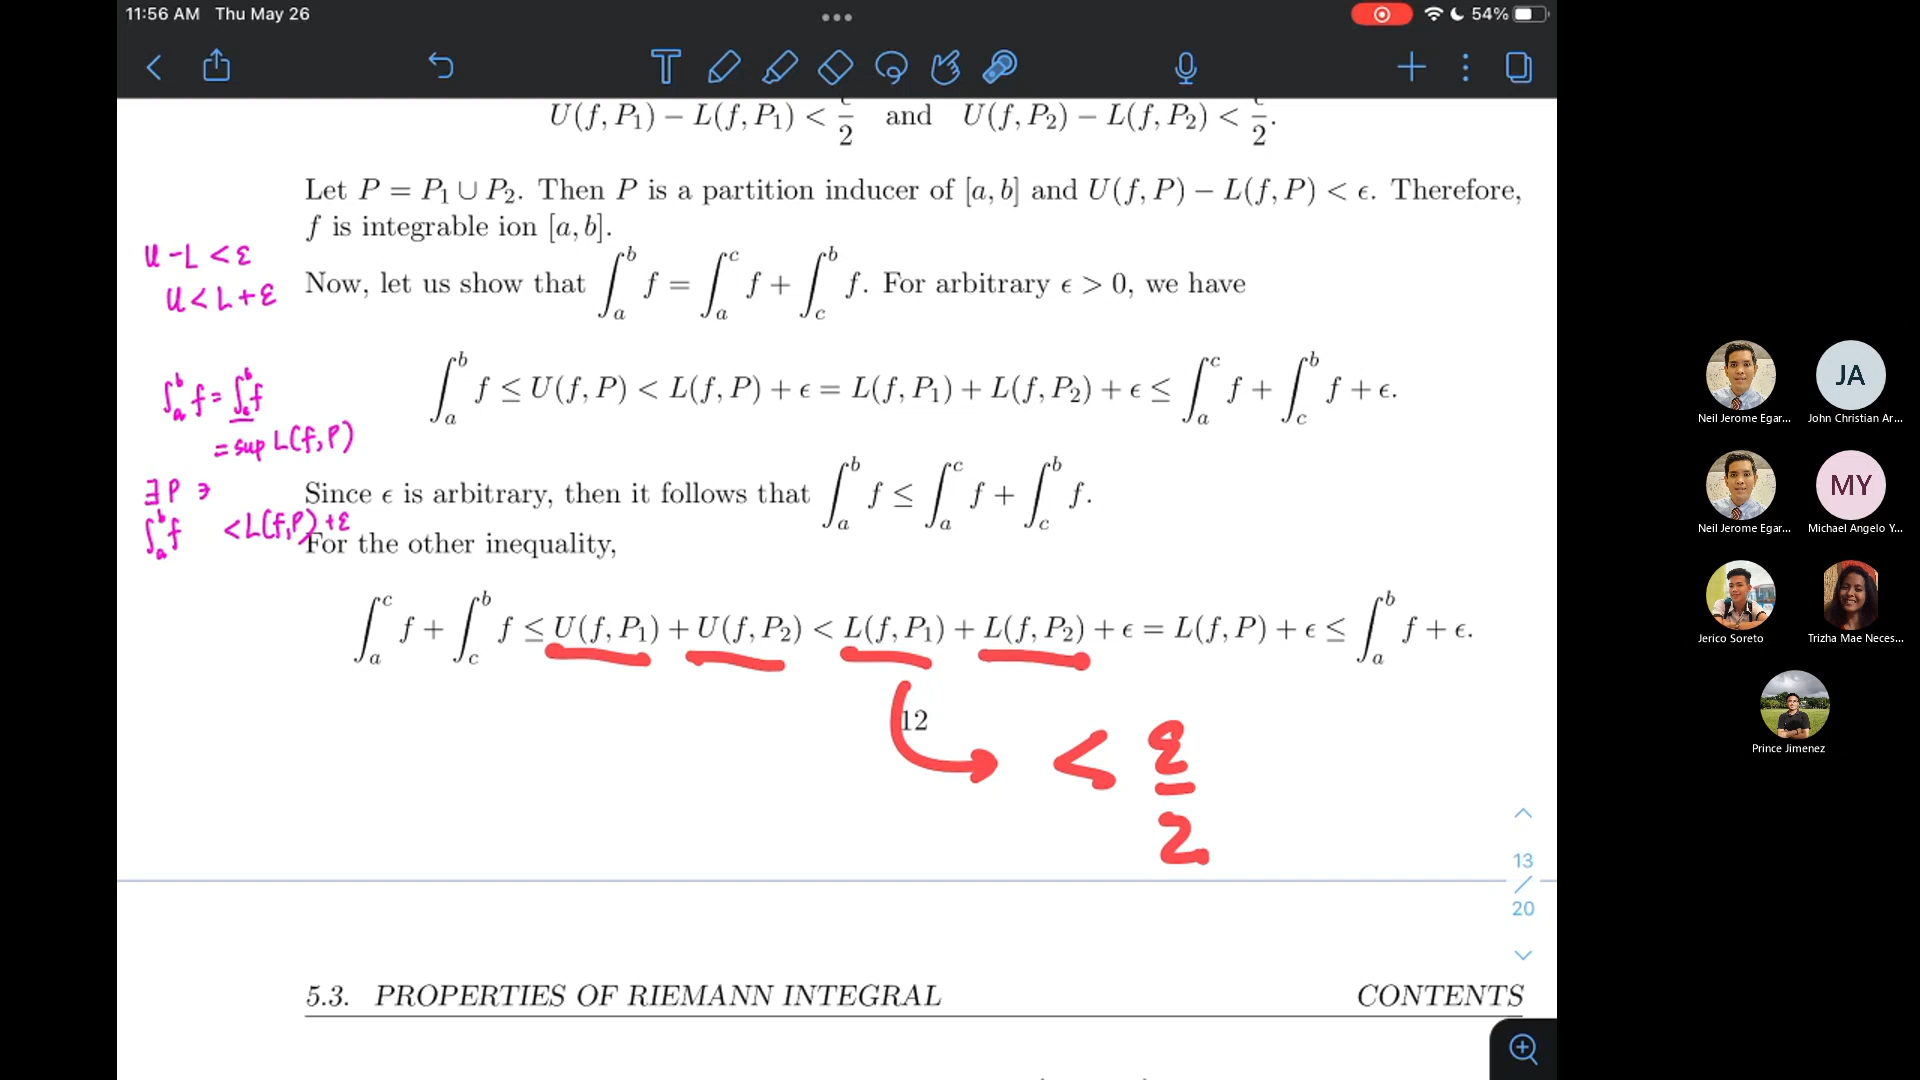 11:56 AM Thu May 26
54%
U(f, P₁) − L(f, P₁) < ϵ/2 and U(f, P₂) − L(f, P₂) < ϵ/2.
Let P = P₁ ∪ P₂. Then P is a partition inducer of [a, b] and U(f, P) − L(f, P) < ϵ. Therefore,
f is integrable ion [a, b].
U − L < ε
U < L + ε
Now, let us show that ∫ₐᵇ f = ∫ₐᶜ f + ∫꜀ᵇ f. For arbitrary ϵ > 0, we have
∫ₐᵇ f ≤ U(f, P) < L(f, P) + ϵ = L(f, P₁) + L(f, P₂) + ϵ ≤ ∫ₐᶜ f + ∫꜀ᵇ f + ϵ.
= sup L(f, P)
∃ P ∋
∫ₐᵇ f < L(f, P) + ε
Since ϵ is arbitrary, then it follows that ∫ₐᵇ f ≤ ∫ₐᶜ f + ∫꜀ᵇ f.
For the other inequality,
∫ₐᶜ f + ∫꜀ᵇ f ≤ U(f, P₁) + U(f, P₂) < L(f, P₁) + L(f, P₂) + ϵ = L(f, P) + ϵ ≤ ∫ₐᵇ f + ϵ.
12
< ε/2
13
/
20
5.3. PROPERTIES OF RIEMANN INTEGRAL CONTENTS
Neil Jerome Egar...
JA
John Christian Ar...
Neil Jerome Egar...
MY
Michael Angelo Y...
Jerico Soreto
Trizha Mae Neces...
Prince Jimenez